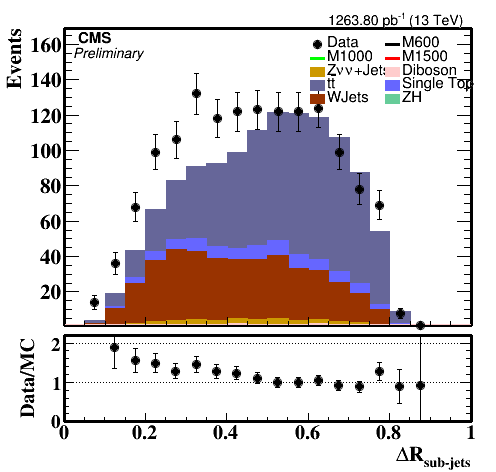 1263.80 pb⁻¹ (13 TeV)
CMS
Preliminary
Data
M600
M1000
M1500
Zνν+Jets
Diboson
tt
Single Top
WJets
ZH
Events
160
140
120
100
80
60
40
20
Data/MC
2
1
0
0 0.2 0.4 0.6 0.8 1
ΔR sub-jets